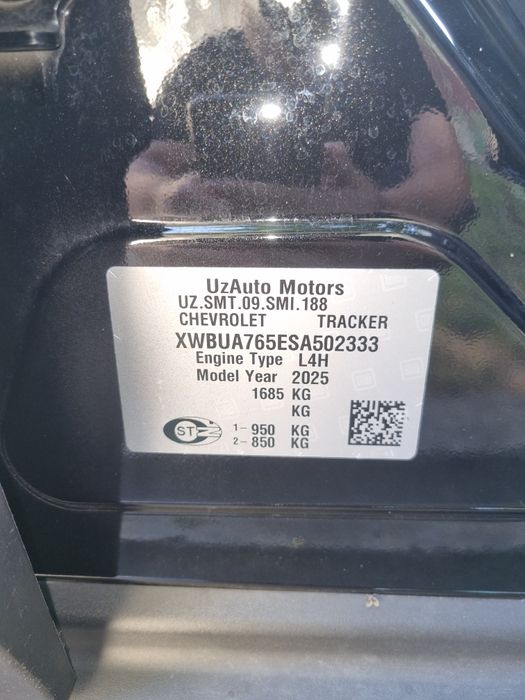 UzAuto Motors
UZ.SMT.09.SMI.188
CHEVROLET TRACKER
XWBUA765ESA502333
Engine Type L4H
Model Year 2025
1685 KG
KG
1- 950 KG
2- 850 KG